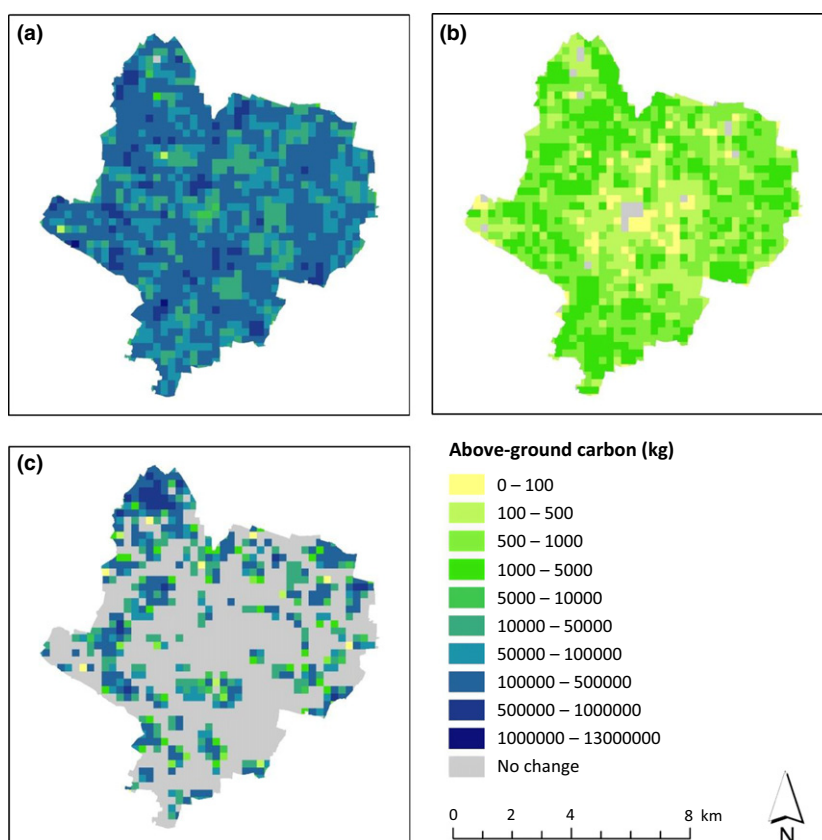 (a)
(b)
(c)
Above-ground carbon (kg)
0 – 100
100 – 500
500 – 1000
1000 – 5000
5000 – 10000
10000 – 50000
50000 – 100000
100000 – 500000
500000 – 1000000
1000000 – 13000000
No change
0 2 4 8 km
N